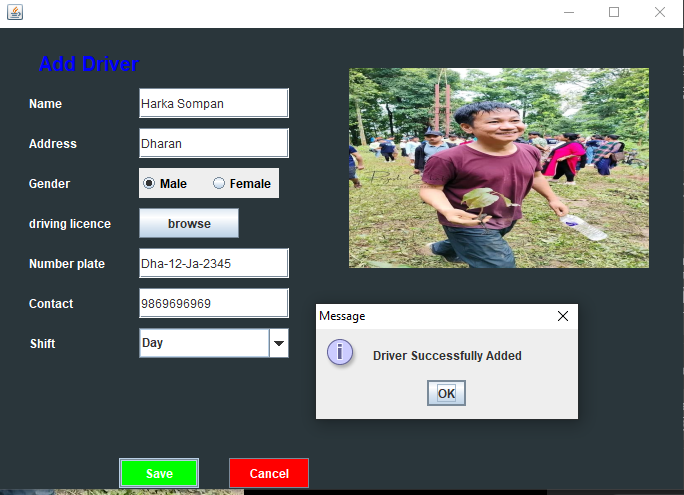 Add Driver
Name Harka Sompan
Address Dharan
Gender Male Female
driving licence browse
Number plate Dha-12-Ja-2345
Contact 9869696969
Shift Day
Message
i Driver Successfully Added
OK
Save Cancel